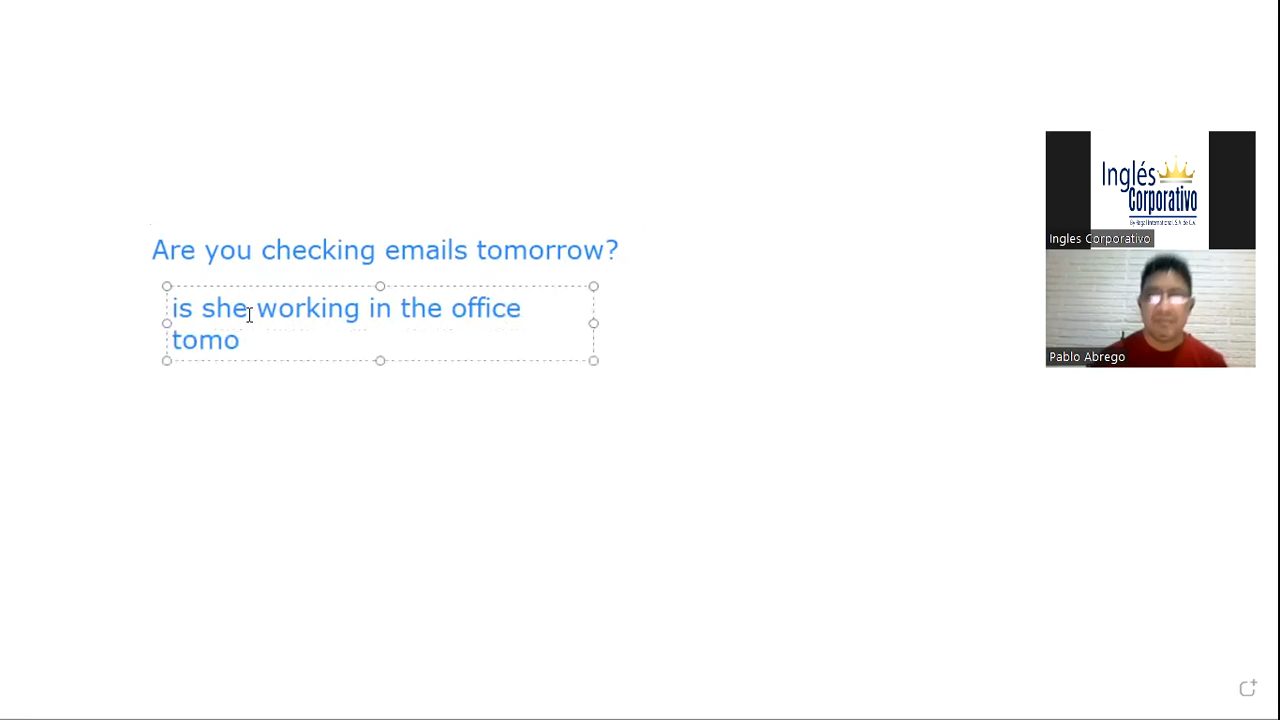 Are you checking emails tomorrow?
is she working in the office
tomo
Inglés
Corporativo
Ingles Corporativo
Pablo Abrego